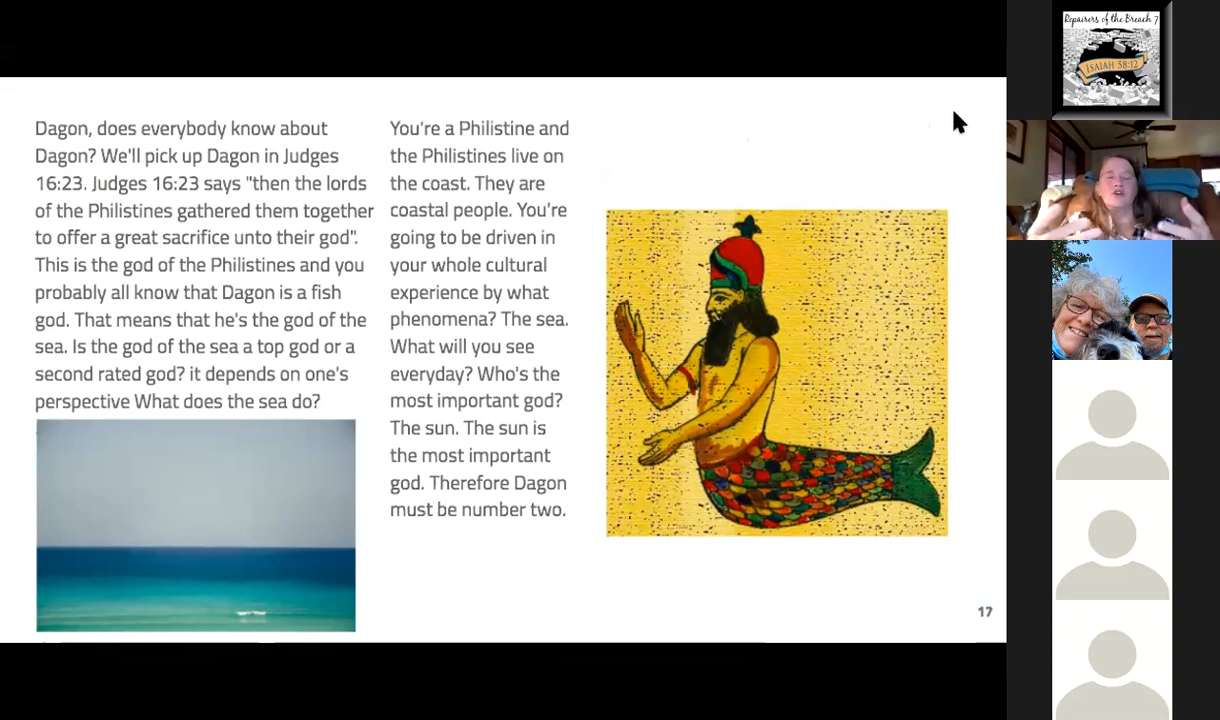 Dagon, does everybody know about
Dagon? We'll pick up Dagon in Judges
16:23. Judges 16:23 says "then the lords
of the Philistines gathered them together
to offer a great sacrifice unto their god".
This is the god of the Philistines and you
probably all know that Dagon is a fish
god. That means that he's the god of the
sea. Is the god of the sea a top god or a
second rated god? it depends on one's
perspective What does the sea do?
You're a Philistine and
the Philistines live on
the coast. They are
coastal people. You're
going to be driven in
your whole cultural
experience by what
phenomena? The sea.
What will you see
everyday? Who's the
most important god?
The sun. The sun is
the most important
god. Therefore Dagon
must be number two.
17
Repairers of the Breach 7
ISAIAH 58:12